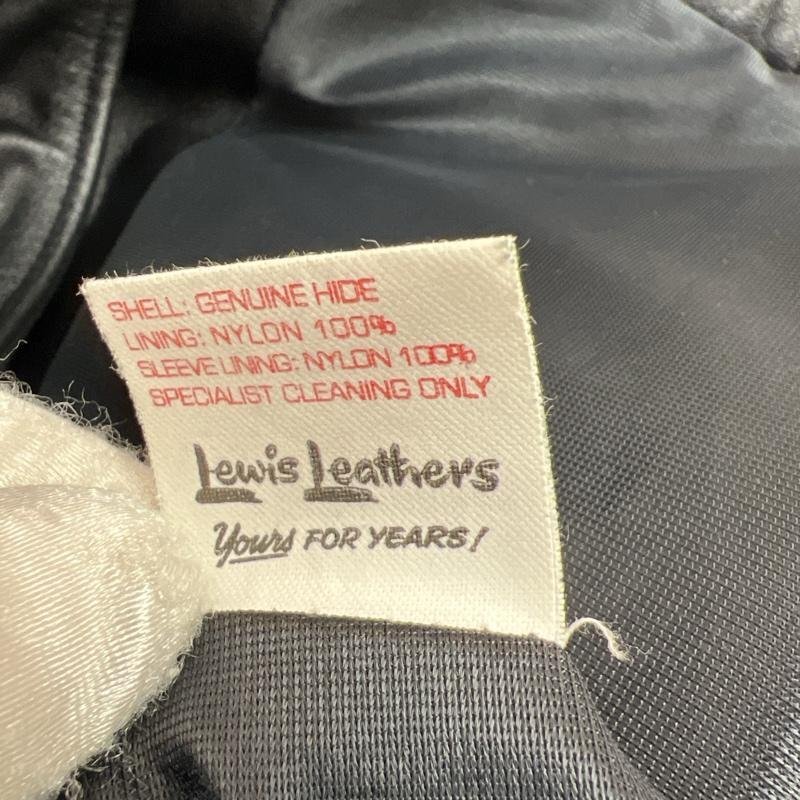 SHELL: GENUINE HIDE
LINING: NYLON 100%
SLEEVE LINING: NYLON 100%
SPECIALIST CLEANING ONLY
Lewis Leathers
Yours FOR YEARS!